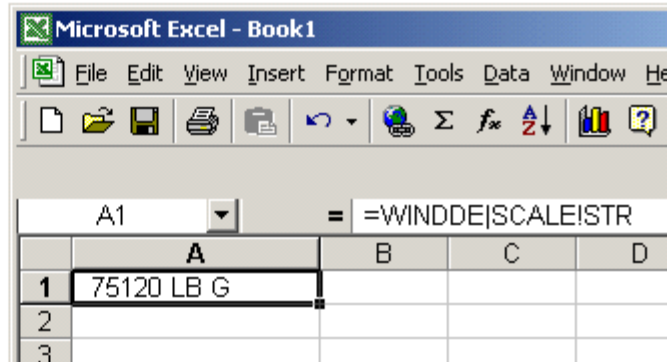 Microsoft Excel - Book1
File Edit View Insert Format Tools Data Window He
A1 = =WINDDE|SCALE!STR
A B C D
1 75120 LB G
2
3